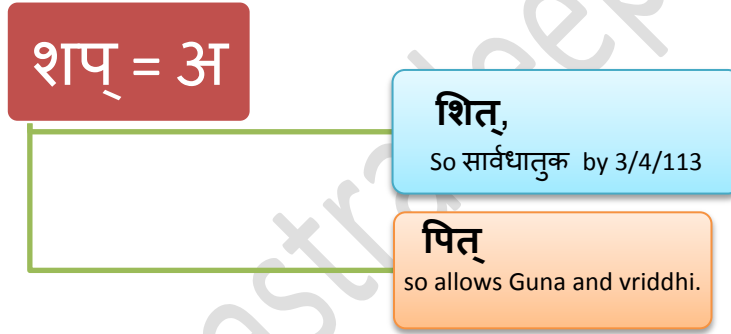 शप् = अ
शित्,
So सार्वधातुक by 3/4/113
पित्
so allows Guna and vriddhi.